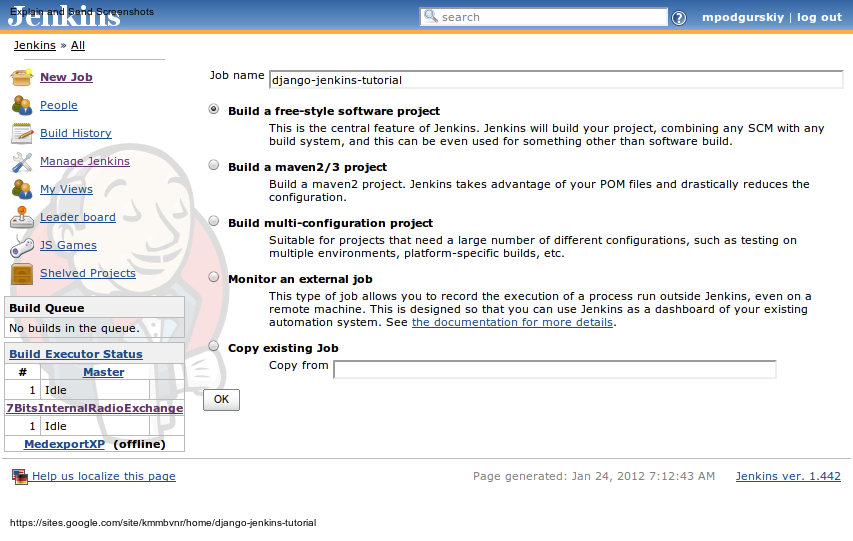 Explain and Send Screenshots
Jenkins
search
mpodgurskiy | log out
Jenkins » All
New Job
People
Build History
Manage Jenkins
My Views
Leader board
JS Games
Shelved Projects
Build Queue
No builds in the queue.
Build Executor Status
# Master
1 Idle
7BitsInternalRadioExchange
1 Idle
MedexportXP (offline)
Job name django-jenkins-tutorial
Build a free-style software project
This is the central feature of Jenkins. Jenkins will build your project, combining any SCM with any
build system, and this can be even used for something other than software build.
Build a maven2/3 project
Build a maven2 project. Jenkins takes advantage of your POM files and drastically reduces the
configuration.
Build multi-configuration project
Suitable for projects that need a large number of different configurations, such as testing on
multiple environments, platform-specific builds, etc.
Monitor an external job
This type of job allows you to record the execution of a process run outside Jenkins, even on a
remote machine. This is designed so that you can use Jenkins as a dashboard of your existing
automation system. See the documentation for more details.
Copy existing Job
Copy from
OK
Help us localize this page
Page generated: Jan 24, 2012 7:12:43 AM Jenkins ver. 1.442
https://sites.google.com/site/kmmbvnr/home/django-jenkins-tutorial